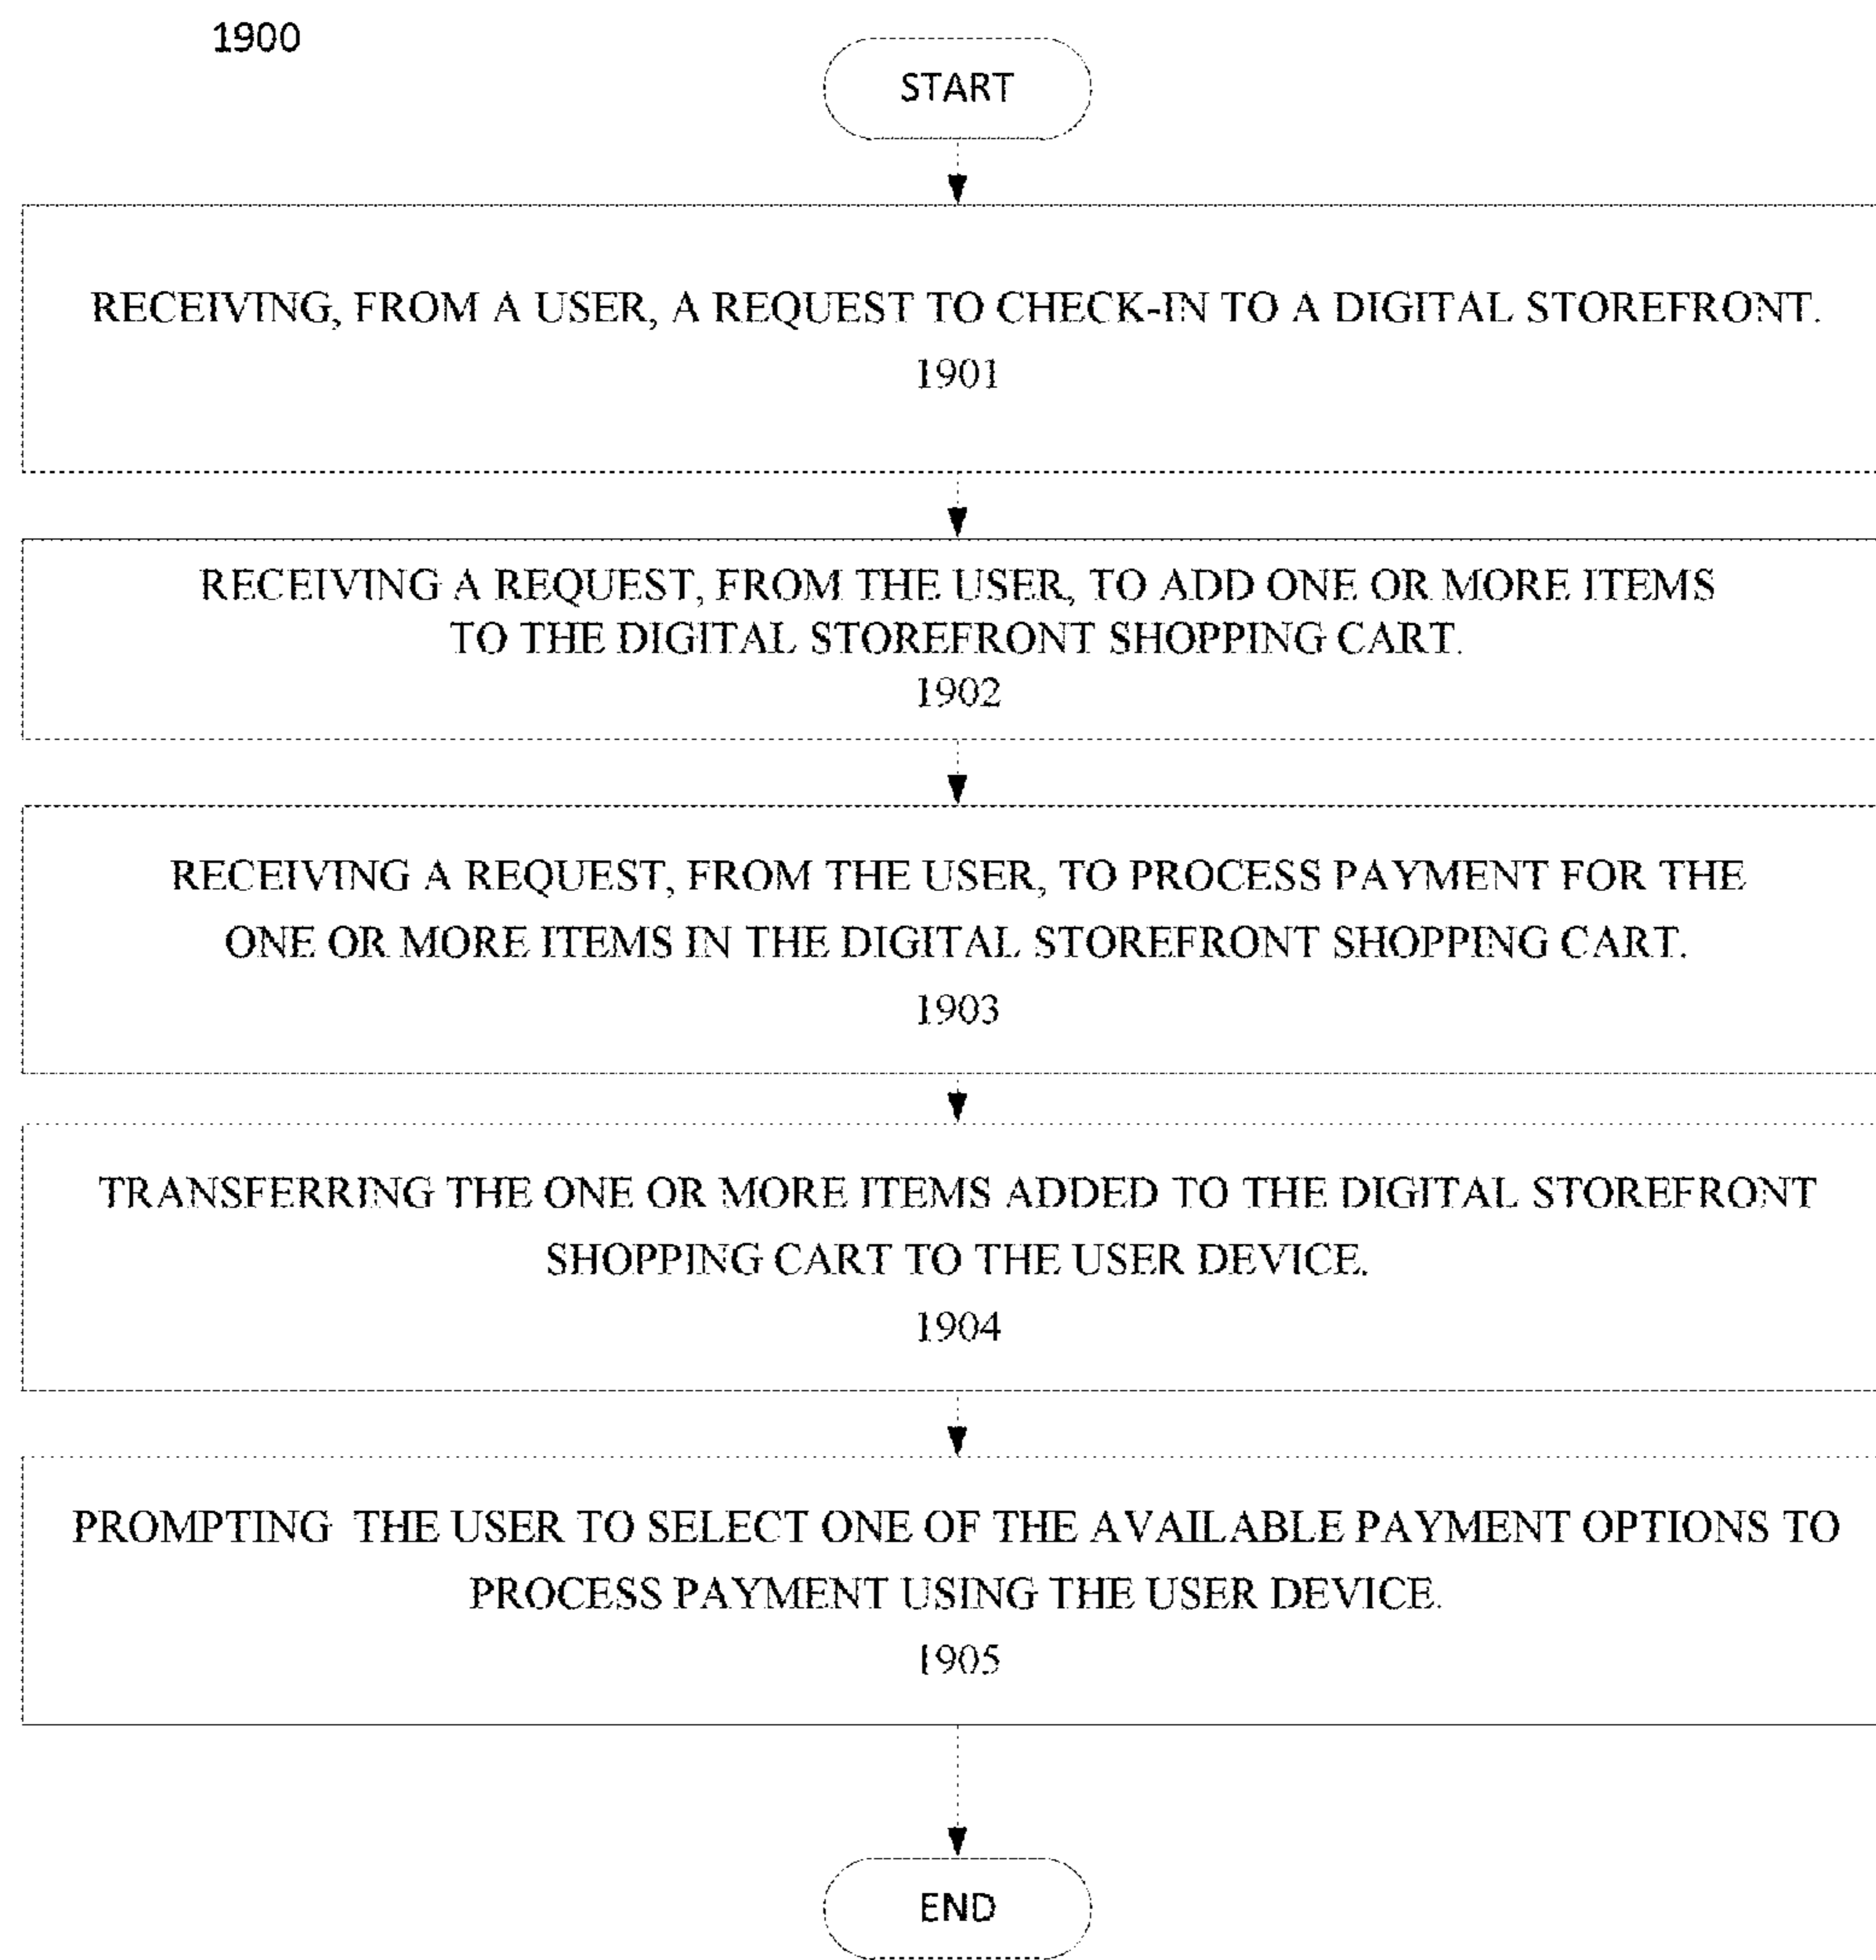 1900
START
RECEIVING, FROM A USER, A REQUEST TO CHECK-IN TO A DIGITAL STOREFRONT.
1901
RECEIVING A REQUEST, FROM THE USER, TO ADD ONE OR MORE ITEMS
TO THE DIGITAL STOREFRONT SHOPPING CART.
1902
RECEIVING A REQUEST, FROM THE USER, TO PROCESS PAYMENT FOR THE
ONE OR MORE ITEMS IN THE DIGITAL STOREFRONT SHOPPING CART.
1903
TRANSFERRING THE ONE OR MORE ITEMS ADDED TO THE DIGITAL STOREFRONT
SHOPPING CART TO THE USER DEVICE.
1904
PROMPTING THE USER TO SELECT ONE OF THE AVAILABLE PAYMENT OPTIONS TO
PROCESS PAYMENT USING THE USER DEVICE.
1905
END